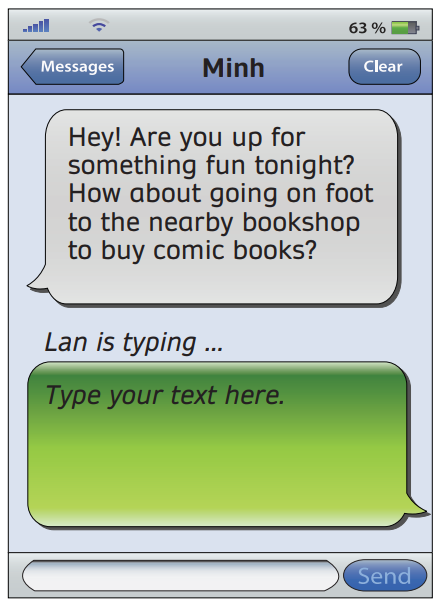 63 %
Messages
Minh
Clear
Hey! Are you up for
something fun tonight?
How about going on foot
to the nearby bookshop
to buy comic books?
Lan is typing ...
Type your text here.
Send